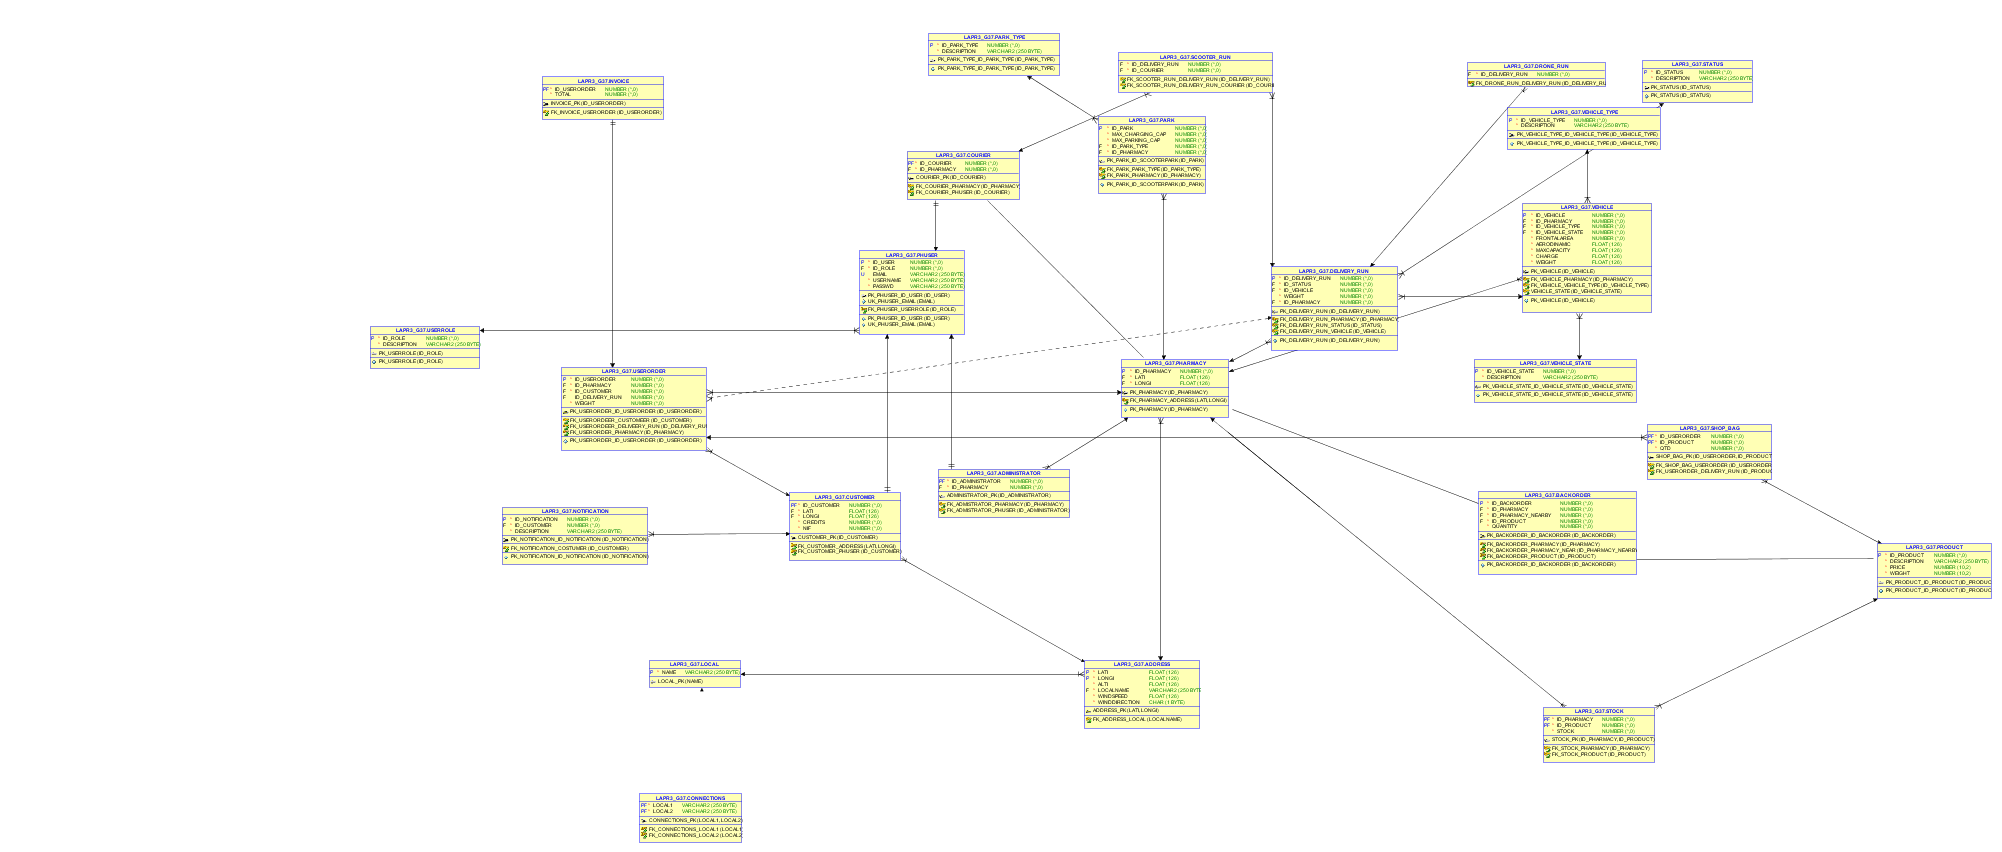 LAPR3_G37.PARK_TYPE
P * ID_PARK_TYPE NUMBER (*,0)
* DESCRIPTION VARCHAR2 (250 BYTE)
PK_PARK_TYPE_ID_PARK_TYPE (ID_PARK_TYPE)
PK_PARK_TYPE_ID_PARK_TYPE (ID_PARK_TYPE)
LAPR3_G37.SCOOTER_RUN
F * ID_DELIVERY_RUN NUMBER (*,0)
F * ID_COURIER NUMBER (*,0)
FK_SCOOTER_RUN_DELIVERY_RUN (ID_DELIVERY_RUN)
FK_SCOOTER_RUN_DELIVERY_RUN_COURIER (ID_COURI
LAPR3_G37.DRONE_RUN
F * ID_DELIVERY_RUN NUMBER (*,0)
FK_DRONE_RUN_DELIVERY_RUN (ID_DELIVERY_RU
LAPR3_G37.STATUS
P * ID_STATUS NUMBER (*,0)
* DESCRIPTION VARCHAR2 (250 BYTE
PK_STATUS (ID_STATUS)
PK_STATUS (ID_STATUS)
LAPR3_G37.INVOICE
PF * ID_USERORDER NUMBER (*,0)
* TOTAL NUMBER (*,0)
INVOICE_PK (ID_USERORDER)
FK_INVOICE_USERORDER (ID_USERORDER)
LAPR3_G37.VEHICLE_TYPE
P * ID_VEHICLE_TYPE NUMBER (*,0)
* DESCRIPTION VARCHAR2 (250 BYTE)
PK_VEHICLE_TYPE_ID_VEHICLE_TYPE (ID_VEHICLE_TYPE)
PK_VEHICLE_TYPE_ID_VEHICLE_TYPE (ID_VEHICLE_TYPE)
LAPR3_G37.PARK
P * ID_PARK NUMBER (*,0
* MAX_CHARGING_CAP NUMBER (*,0
* MAX_PARKING_CAP NUMBER (*,0
F * ID_PARK_TYPE NUMBER (*,0
F * ID_PHARMACY NUMBER (*,0
PK_PARK_ID_SCOOTERPARK (ID_PARK)
FK_PARK_PARK_TYPE (ID_PARK_TYPE)
FK_PARK_PHARMACY (ID_PHARMACY)
PK_PARK_ID_SCOOTERPARK (ID_PARK)
LAPR3_G37.COURIER
PF * ID_COURIER NUMBER (*,0)
F * ID_PHARMACY NUMBER (*,0)
COURIER_PK (ID_COURIER)
FK_COURIER_PHARMACY (ID_PHARMACY
FK_COURIER_PHUSER (ID_COURIER)
LAPR3_G37.VEHICLE
P * ID_VEHICLE NUMBER (*,0)
F * ID_PHARMACY NUMBER (*,0)
F * ID_VEHICLE_TYPE NUMBER (*,0)
F * ID_VEHICLE_STATE NUMBER (*,0)
* FRONTALAREA NUMBER (*,0)
* AERODINAMIC FLOAT (126)
* MAXCAPACITY FLOAT (126)
* CHARGE FLOAT (126)
* WEIGHT FLOAT (126)
PK_VEHICLE (ID_VEHICLE)
FK_VEHICLE_PHARMACY (ID_PHARMACY)
FK_VEHICLE_VEHICLE_TYPE (ID_VEHICLE_TYPE)
VEHICLE_STATE (ID_VEHICLE_STATE)
PK_VEHICLE (ID_VEHICLE)
LAPR3_G37.PHUSER
P * ID_USER NUMBER (*,0)
F * ID_ROLE NUMBER (*,0)
U EMAIL VARCHAR2 (250 BYTE
* USERNAME VARCHAR2 (250 BYTE
* PASSWD VARCHAR2 (250 BYTE
PK_PHUSER_ID_USER (ID_USER)
UK_PHUSER_EMAIL (EMAIL)
FK_PHUSER_USERROLE (ID_ROLE)
PK_PHUSER_ID_USER (ID_USER)
UK_PHUSER_EMAIL (EMAIL)
LAPR3_G37.DELIVERY_RUN
P * ID_DELIVERY_RUN NUMBER (*,0)
F * ID_STATUS NUMBER (*,0)
F * ID_VEHICLE NUMBER (*,0)
* WEIGHT NUMBER (*,0)
F * ID_PHARMACY NUMBER (*,0)
PK_DELIVERY_RUN (ID_DELIVERY_RUN)
FK_DELIVERY_RUN_PHARMACY (ID_PHARMACY
FK_DELIVERY_RUN_STATUS (ID_STATUS)
FK_DELIVERY_RUN_VEHICLE (ID_VEHICLE)
PK_DELIVERY_RUN (ID_DELIVERY_RUN)
LAPR3_G37.USERROLE
P * ID_ROLE NUMBER (*,0)
* DESCRIPTION VARCHAR2 (250 BYTE)
PK_USERROLE (ID_ROLE)
PK_USERROLE (ID_ROLE)
LAPR3_G37.PHARMACY
P * ID_PHARMACY NUMBER (*,0)
F * LATI FLOAT (126)
F * LONGI FLOAT (126)
PK_PHARMACY (ID_PHARMACY)
FK_PHARMACY_ADDRESS (LATI,LONGI)
PK_PHARMACY (ID_PHARMACY)
LAPR3_G37.VEHICLE_STATE
P * ID_VEHICLE_STATE NUMBER (*,0)
* DESCRIPTION VARCHAR2 (250 BYTE)
PK_VEHICLE_STATE_ID_VEHICLE_STATE (ID_VEHICLE_STATE)
PK_VEHICLE_STATE_ID_VEHICLE_STATE (ID_VEHICLE_STATE)
LAPR3_G37.USERORDER
P * ID_USERORDER NUMBER (*,0)
F * ID_PHARMACY NUMBER (*,0)
F * ID_CUSTOMER NUMBER (*,0)
F ID_DELIVERY_RUN NUMBER (*,0)
* WEIGHT NUMBER (*,0)
PK_USERORDER_ID_USERORDER (ID_USERORDER)
FK_USERORDER_CUSTOMEER (ID_CUSTOMER)
FK_USERORDEER_DELIVEERY_RUN (ID_DELIVERY_RU
FK_USERORDER_PHARMACY (ID_PHARMACY)
PK_USERORDER_ID_USERORDER (ID_USERORDER)
LAPR3_G37.SHOP_BAG
PF * ID_USERORDER NUMBER (*,0)
PF * ID_PRODUCT NUMBER (*,0)
* QTD NUMBER (*,0)
SHOP_BAG_PK (ID_USERORDER, ID_PRODUCT
FK_SHOP_BAG_USERORDER (ID_USERORDER
FK_USERORDER_DELIVERY_RUN (ID_PRODUC
LAPR3_G37.ADMINISTRATOR
PF * ID_ADMINISTRATOR NUMBER (*,0)
F * ID_PHARMACY NUMBER (*,0)
ADMINISTRATOR_PK (ID_ADMINISTRATOR)
FK_ADMISTRATOR_PHARMACY (ID_PHARMACY)
FK_ADMISTRATOR_PHUSER (ID_ADMINISTRATOR)
LAPR3_G37.CUSTOMER
PF * ID_CUSTOMER NUMBER (*,0)
F * LATI FLOAT (126)
F * LONGI FLOAT (126)
* CREDITS NUMBER (*,0)
* NIF NUMBER (*,0)
CUSTOMER_PK (ID_CUSTOMER)
FK_CUSTOMER_ADDRESS (LATI,LONGI)
FK_CUSTOMER_PHUSER (ID_CUSTOMER)
LAPR3_G37.BACKORDER
P * ID_BACKORDER NUMBER (*,0)
F * ID_PHARMACY NUMBER (*,0)
F * ID_PHARMACY_NEARBY NUMBER (*,0)
F * ID_PRODUCT NUMBER (*,0)
* QUANTITY NUMBER (*,0)
PK_BACKORDER_ID_BACKORDER (ID_BACKORDER)
FK_BACKORDER_PHARMACY (ID_PHARMACY)
FK_BACKORDER_PHARMACY_NEAR (ID_PHARMACY_NEARBY
FK_BACKORDER_PRODUCT (ID_PRODUCT)
PK_BACKORDER_ID_BACKORDER (ID_BACKORDER)
LAPR3_G37.NOTIFICATION
P * ID_NOTIFICATION NUMBER (*,0)
F * ID_CUSTOMER NUMBER (*,0)
* DESCRIPTION VARCHAR2 (250 BYTE)
PK_NOTIFICATION_ID_NOTIFICATION (ID_NOTIFICATION)
FK_NOTIFICATION_COSTUMER (ID_CUSTOMER)
PK_NOTIFICATION_ID_NOTIFICATION (ID_NOTIFICATION)
LAPR3_G37.PRODUCT
P * ID_PRODUCT NUMBER (*,0)
* DESCRIPTION VARCHAR2 (250 BYTE)
* PRICE NUMBER (10,2)
* WEIGHT NUMBER (10,2)
PK_PRODUCT_ID_PRODUCT (ID_PRODUC
PK_PRODUCT_ID_PRODUCT (ID_PRODUC
LAPR3_G37.LOCAL
P * NAME VARCHAR2 (250 BYTE)
LOCAL_PK (NAME)
LAPR3_G37.ADDRESS
P * LATI FLOAT (126)
P * LONGI FLOAT (126)
* ALTI FLOAT (126)
F * LOCALNAME VARCHAR2 (250 BYTE
* WINDSPEED FLOAT (126)
* WINDDIRECTION CHAR (1 BYTE)
ADDRESS_PK (LATI,LONGI)
FK_ADDRESS_LOCAL (LOCALNAME)
LAPR3_G37.STOCK
PF * ID_PHARMACY NUMBER (*,0)
PF * ID_PRODUCT NUMBER (*,0)
* STOCK NUMBER (*,0)
STOCK_PK (ID_PHARMACY, ID_PRODUCT)
FK_STOCK_PHARMACY (ID_PHARMACY)
FK_STOCK_PRODUCT (ID_PRODUCT)
LAPR3_G37.CONNECTIONS
PF * LOCAL1 VARCHAR2 (250 BYTE)
PF * LOCAL2 VARCHAR2 (250 BYTE)
CONNECTIONS_PK (LOCAL1, LOCAL2)
FK_CONNECTIONS_LOCAL1 (LOCAL1
FK_CONNECTIONS_LOCAL2 (LOCAL2